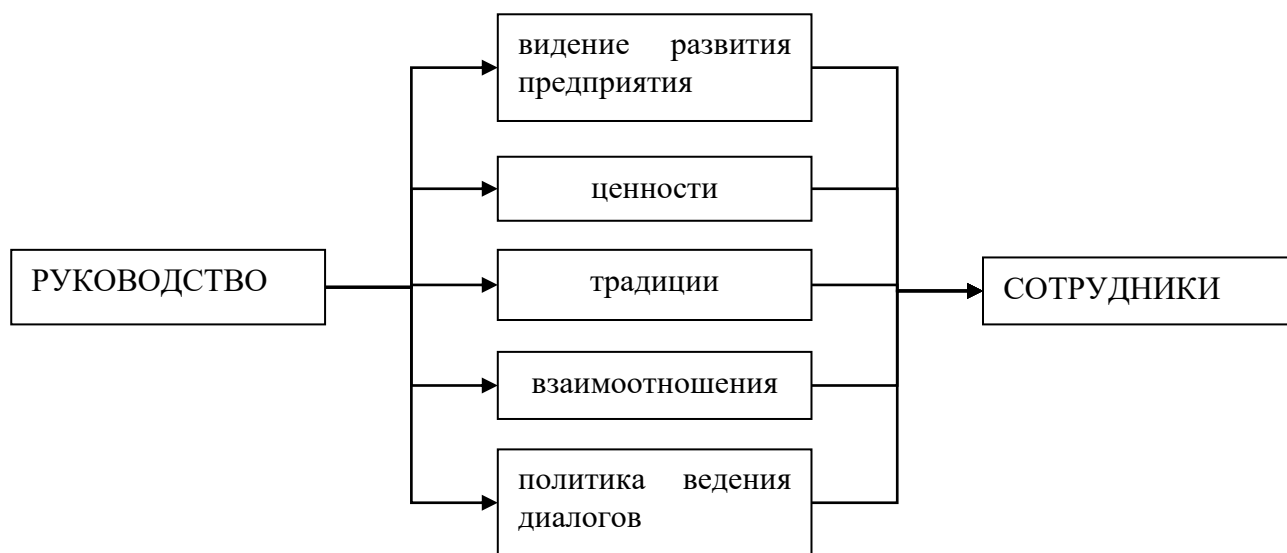 видение развития
предприятия
ценности
РУКОВОДСТВО
традиции
СОТРУДНИКИ
взаимоотношения
политика ведения
диалогов